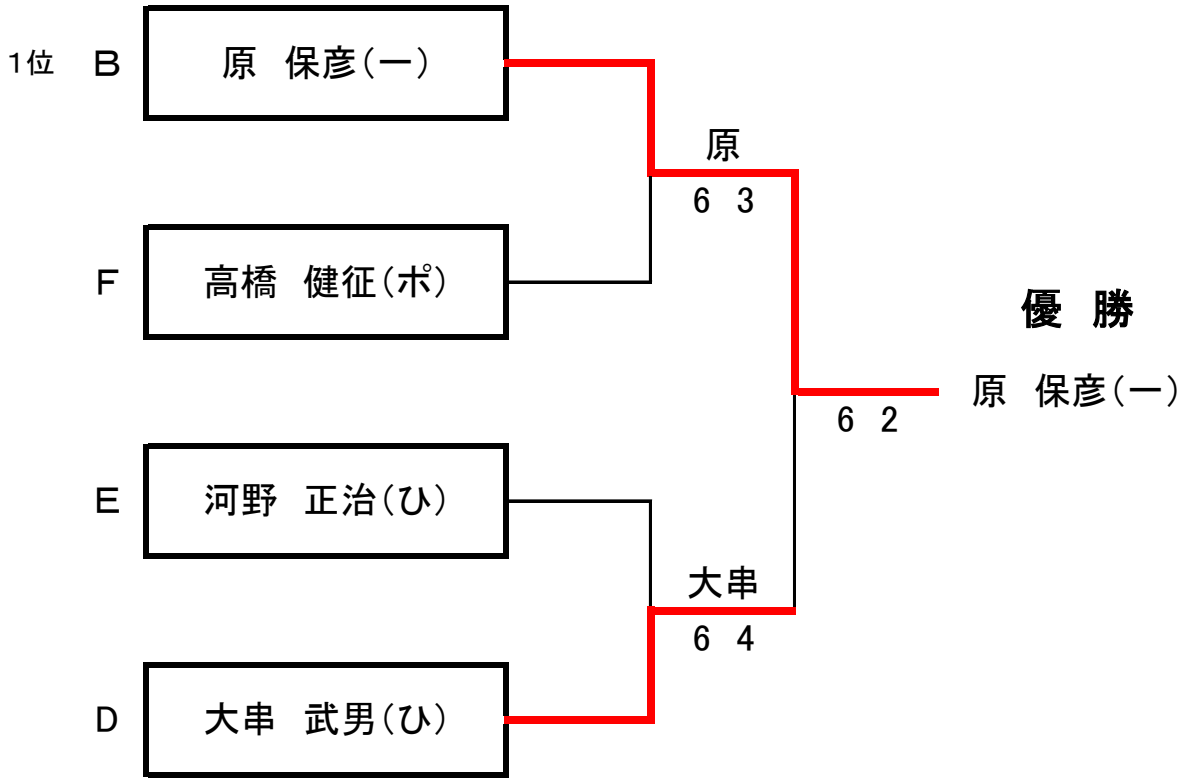 1位 B 原 保彦(一)
原
6 3
F 高橋 健征(ポ)
優 勝
原 保彦(一)
6 2
E 河野 正治(ひ)
大串
6 4
D 大串 武男(ひ)